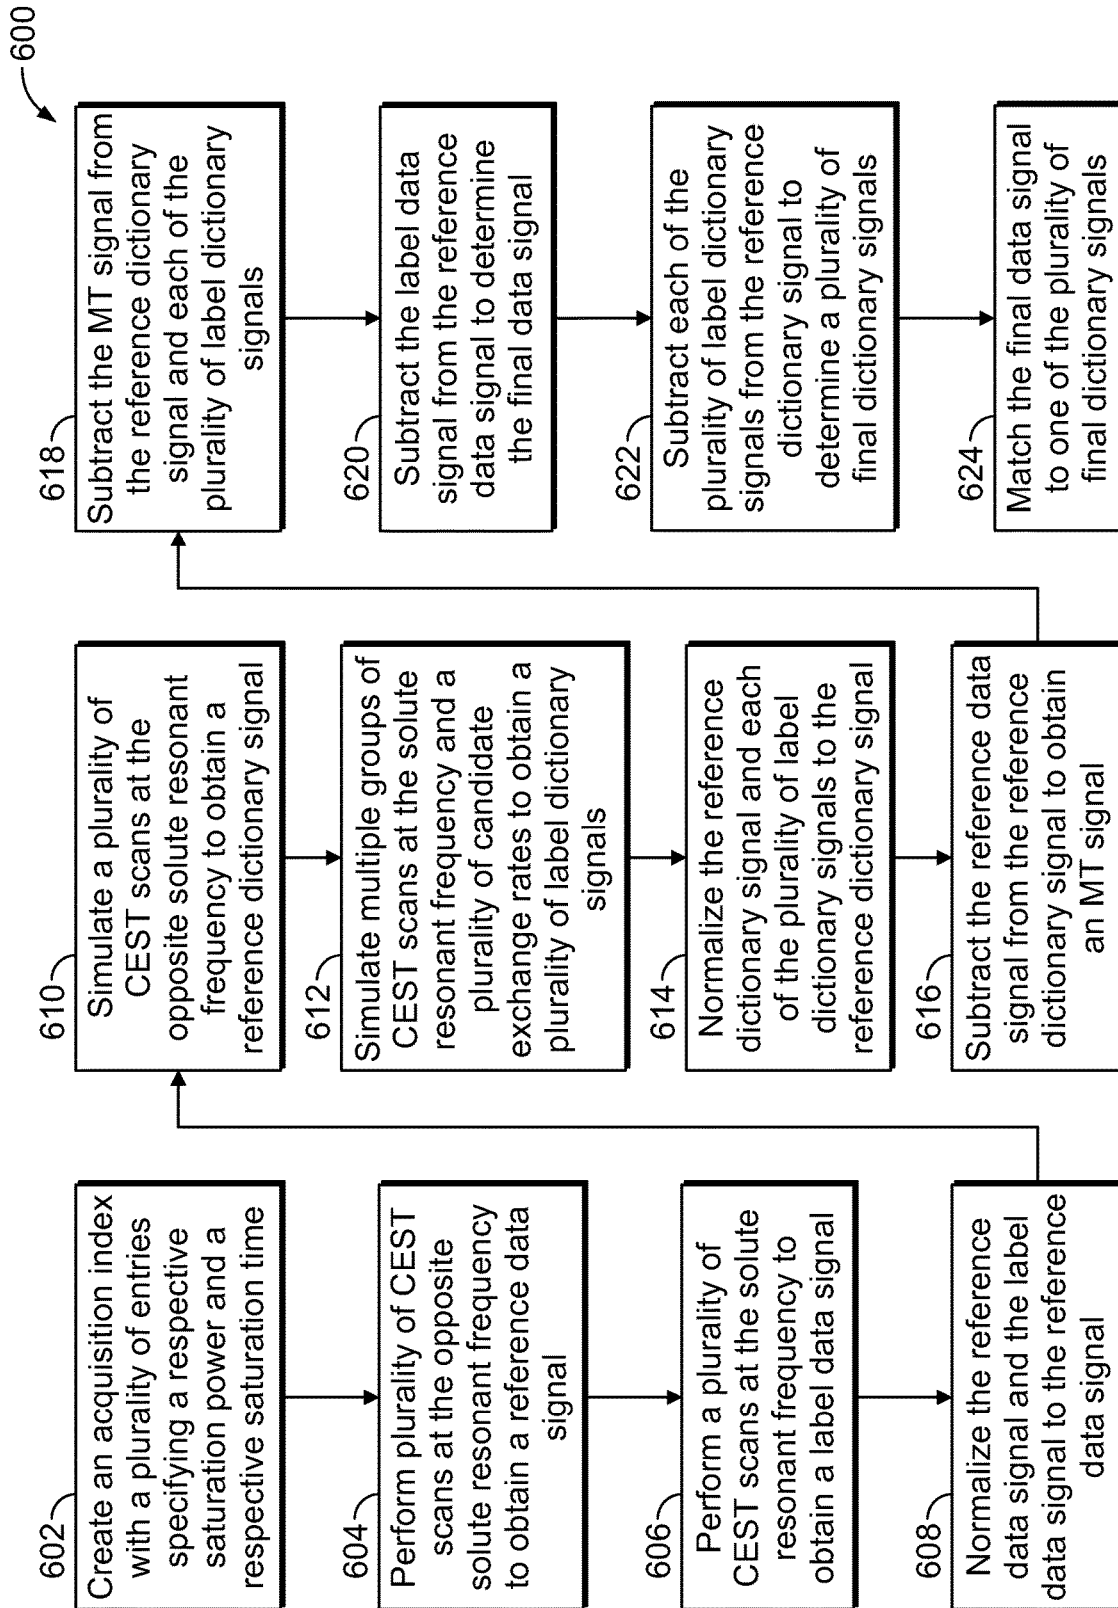 600
602
Create an acquisition index
with a plurality of entries
specifying a respective
saturation power and a
respective saturation time
604
Perform plurality of CEST
scans at the opposite
solute resonant frequency
to obtain a reference data
signal
606
Perform a plurality of
CEST scans at the solute
resonant frequency to
obtain a label data signal
608
Normalize the reference
data signal and the label
data signal to the reference
data signal
610
Simulate a plurality of
CEST scans at the
opposite solute resonant
frequency to obtain a
reference dictionary signal
612
Simulate multiple groups of
CEST scans at the solute
resonant frequency and a
plurality of candidate
exchange rates to obtain a
plurality of label dictionary
signals
614
Normalize the reference
dictionary signal and each
of the plurality of label
dictionary signals to the
reference dictionary signal
616
Subtract the reference data
signal from the reference
dictionary signal to obtain
an MT signal
618
Subtract the MT signal from
the reference dictionary
signal and each of the
plurality of label dictionary
signals
620
Subtract the label data
signal from the reference
data signal to determine
the final data signal
622
Subtract each of the
plurality of label dictionary
signals from the reference
dictionary signal to
determine a plurality of
final dictionary signals
624
Match the final data signal
to one of the plurality of
final dictionary signals